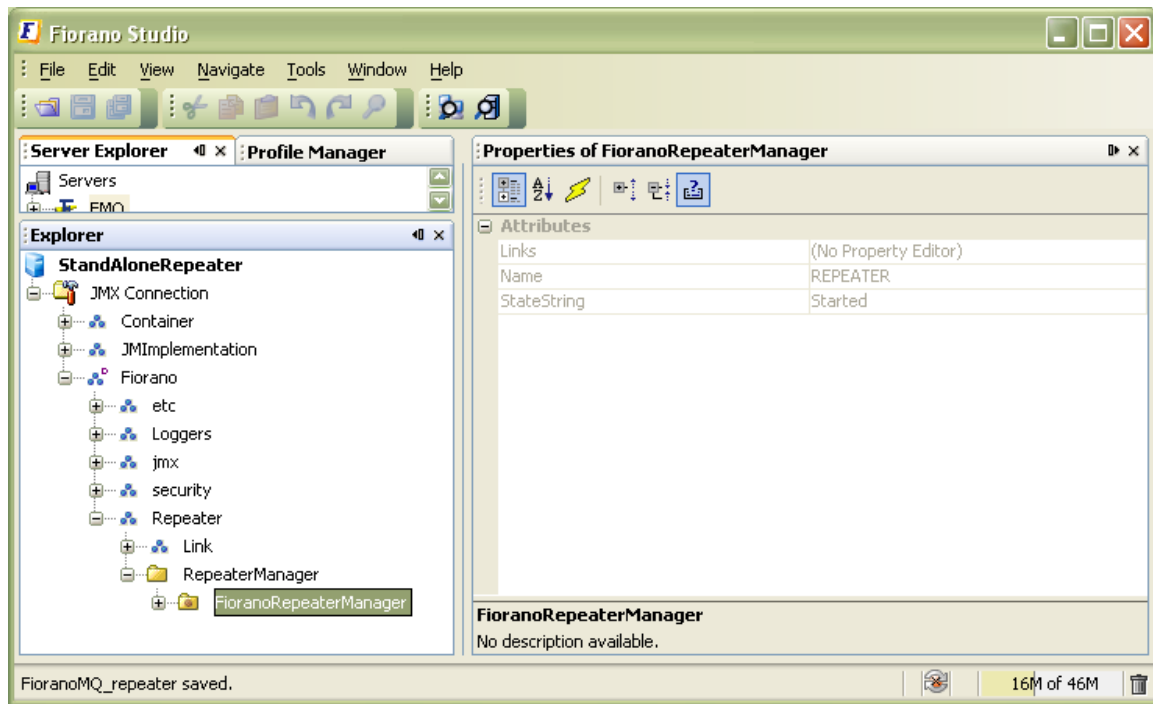 Fiorano Studio
File Edit View Navigate Tools Window Help
Server Explorer
Profile Manager
Servers
FMQ
Explorer
StandAloneRepeater
JMX Connection
Container
JMImplementation
Fiorano
etc
Loggers
jmx
security
Repeater
Link
RepeaterManager
FioranoRepeaterManager
Properties of FioranoRepeaterManager
Attributes
Links (No Property Editor)
Name REPEATER
StateString Started
FioranoRepeaterManager
No description available.
FioranoMQ_repeater saved.
16M of 46M